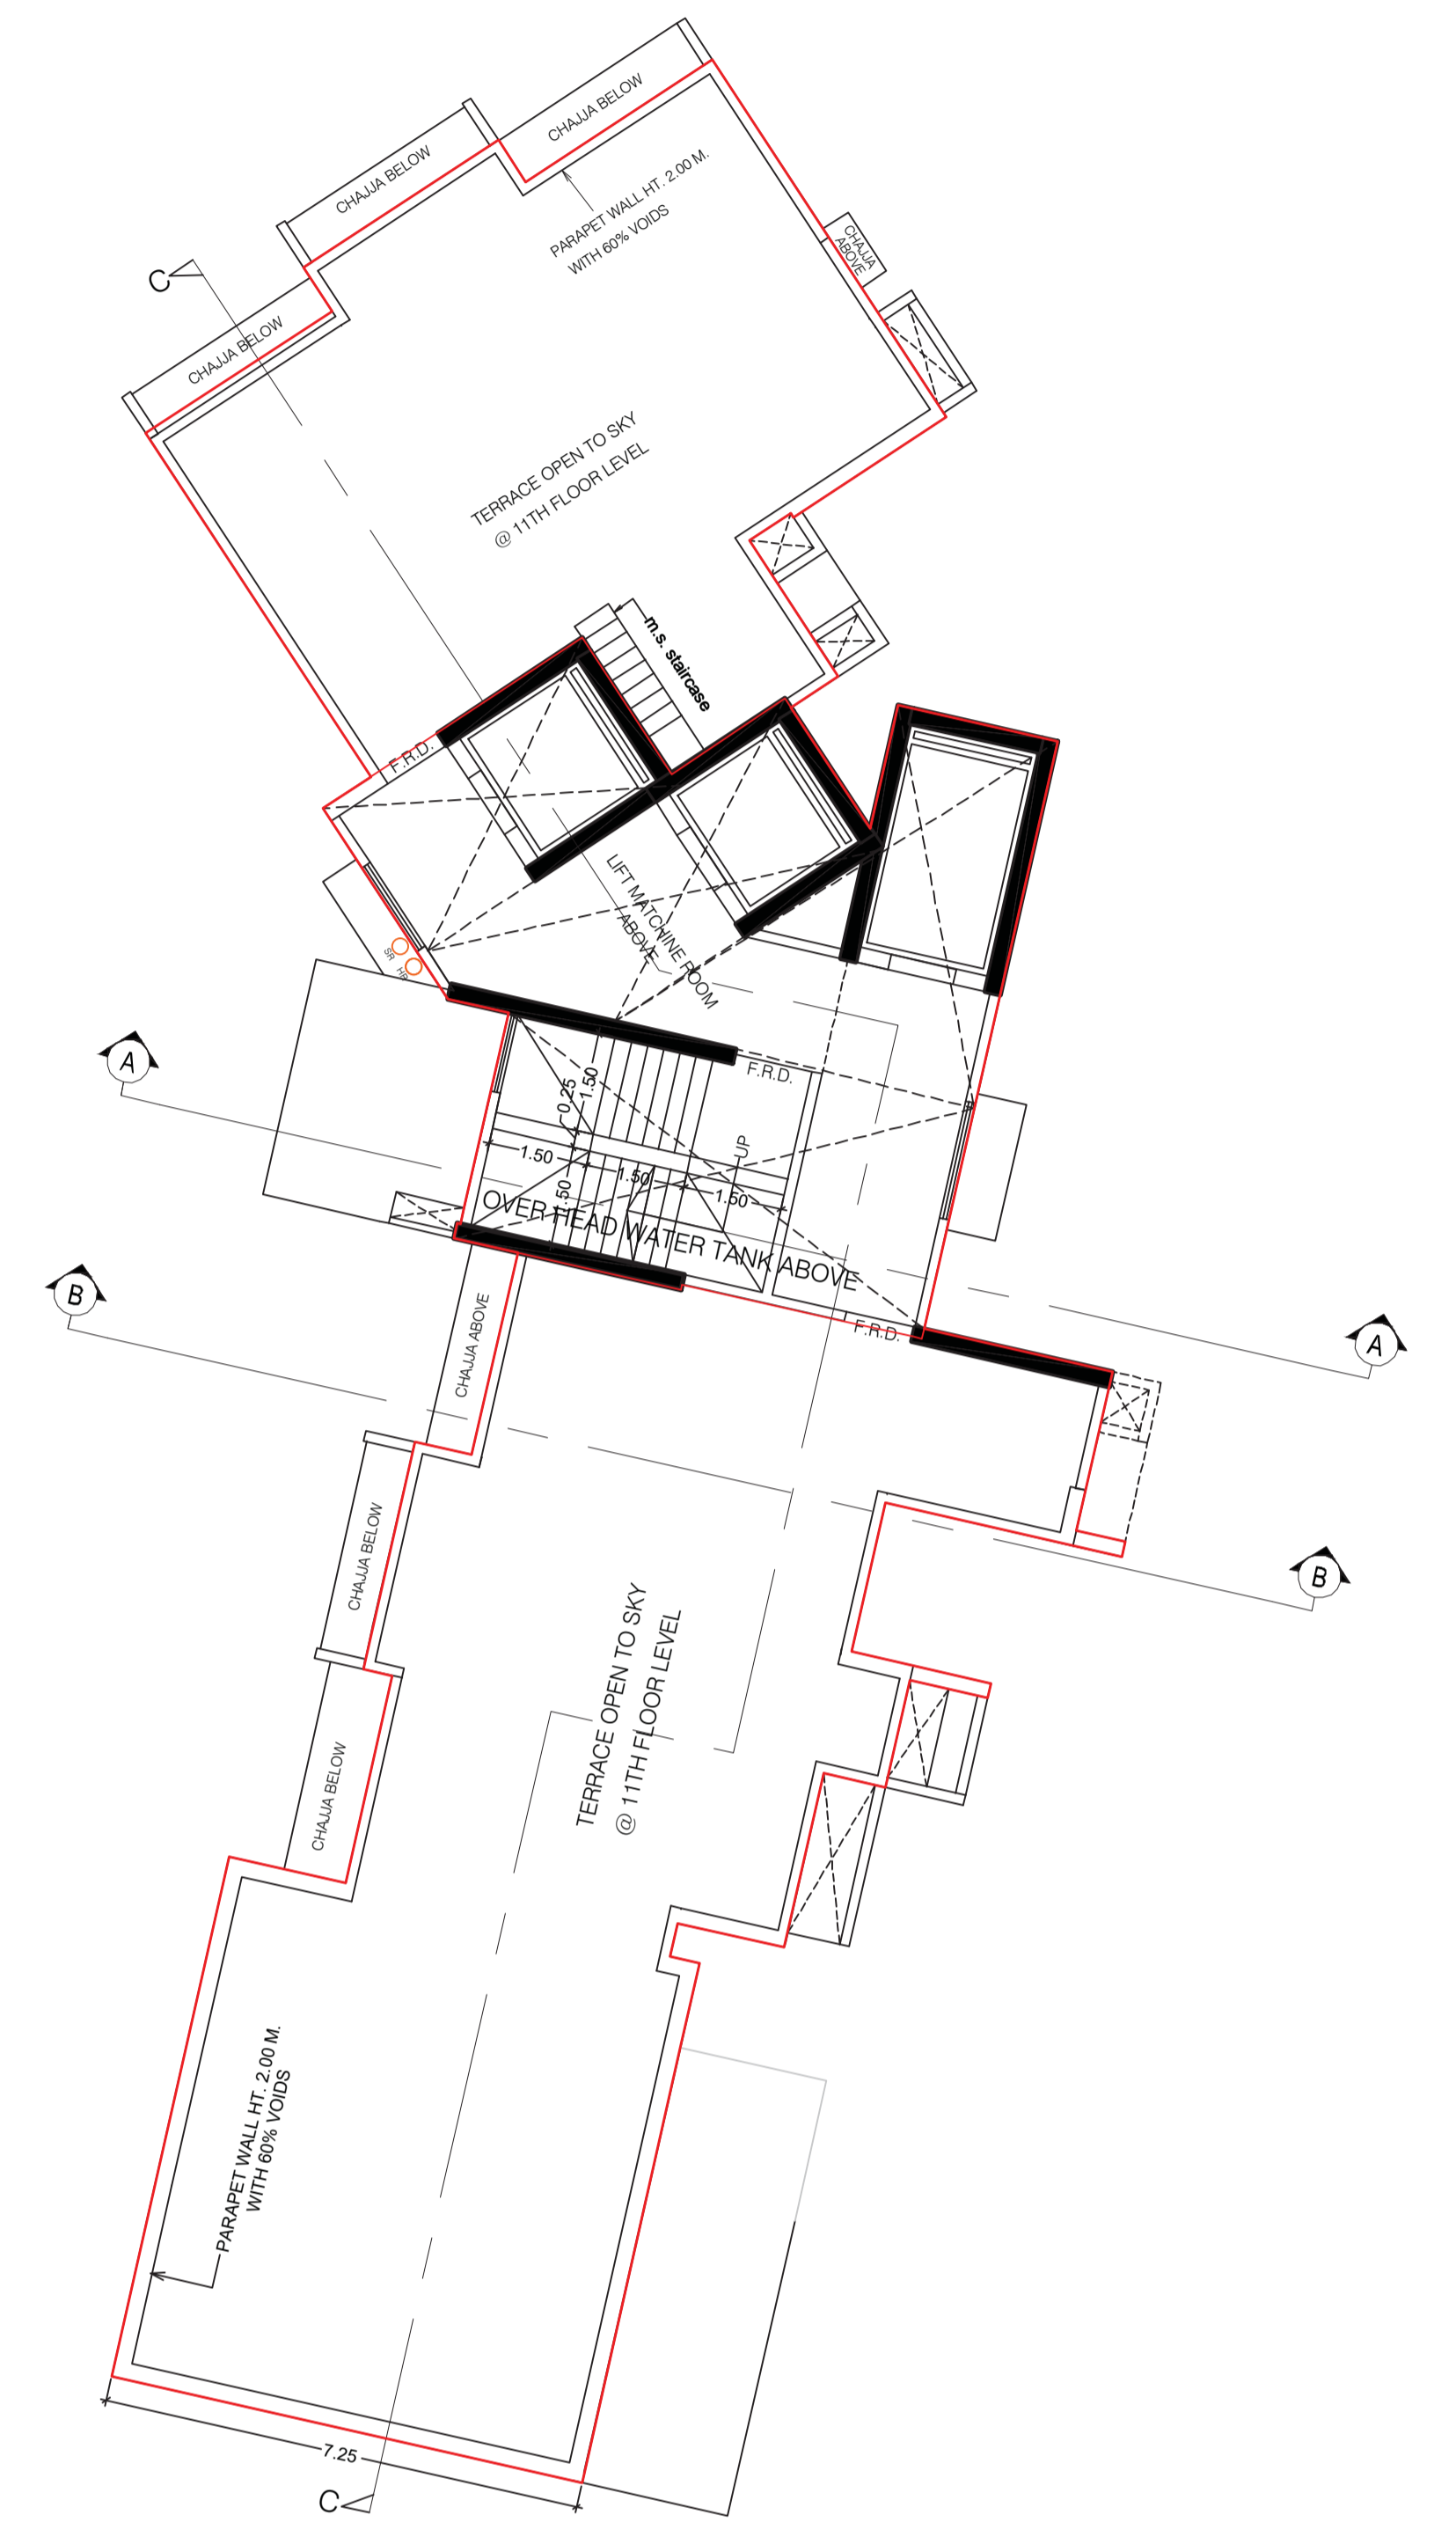 CHAJJA BELOW
CHAJJA BELOW
PARAPET WALL HT. 2.00 M.
WITH 60% VOIDS
CHAJJA
ABOVE
C
CHAJJA BELOW
TERRACE OPEN TO SKY
@ 11TH FLOOR LEVEL
m.s. staircase
F.R.D.
LIFT MATCHINE ROOM
ABOVE
SR
HR
A
F.R.D.
0.25
1.50
UP
1.50
1.50
1.50
1.50
OVER HEAD WATER TANK ABOVE
B
F.R.D.
A
CHAJJA ABOVE
CHAJJA BELOW
B
TERRACE OPEN TO SKY
@ 11TH FLOOR LEVEL
CHAJJA BELOW
PARAPET WALL HT. 2.00 M.
WITH 60% VOIDS
7.25
C